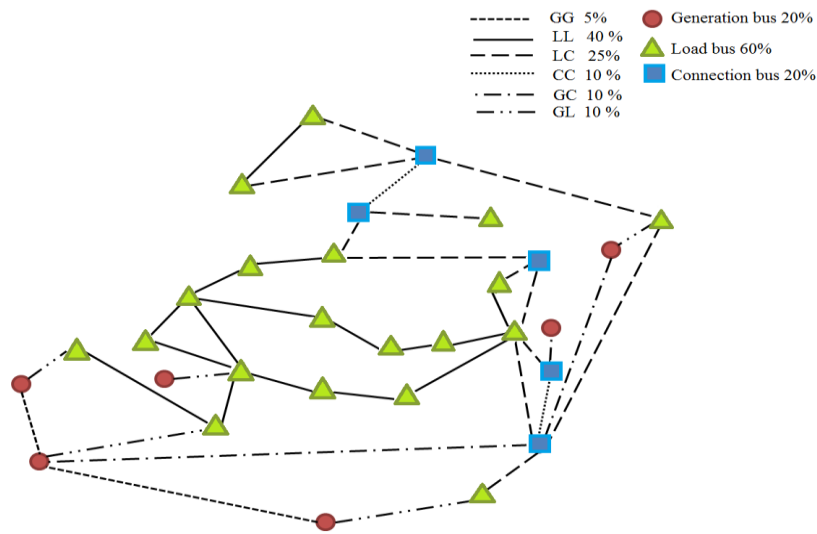 GG 5%
LL 40 %
LC 25%
CC 10 %
GC 10 %
GL 10 %
Generation bus 20%
Load bus 60%
Connection bus 20%